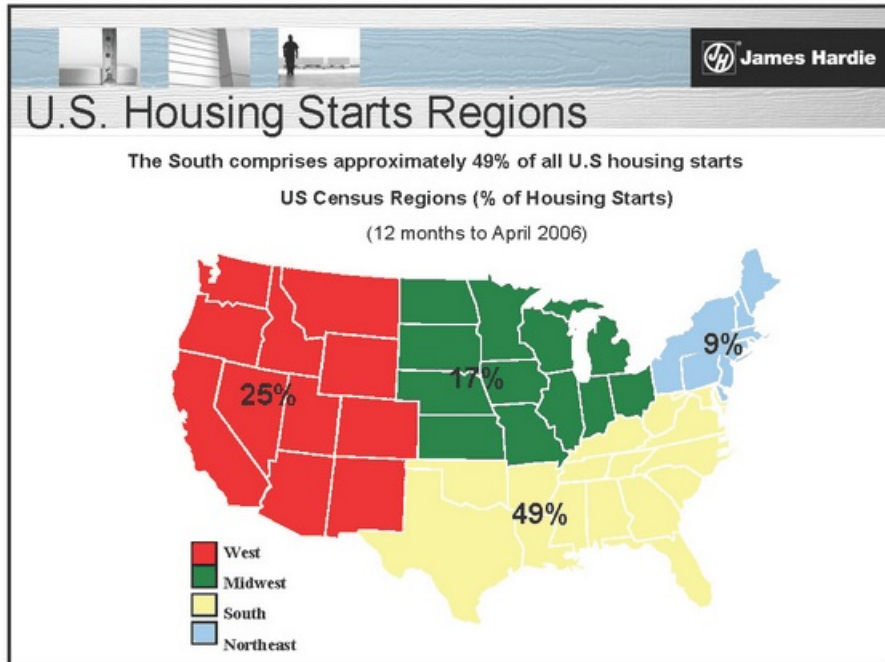 James Hardie
U.S. Housing Starts Regions
The South comprises approximately 49% of all U.S housing starts
US Census Regions (% of Housing Starts)
(12 months to April 2006)
9%
17%
25%
49%
West
Midwest
South
Northeast